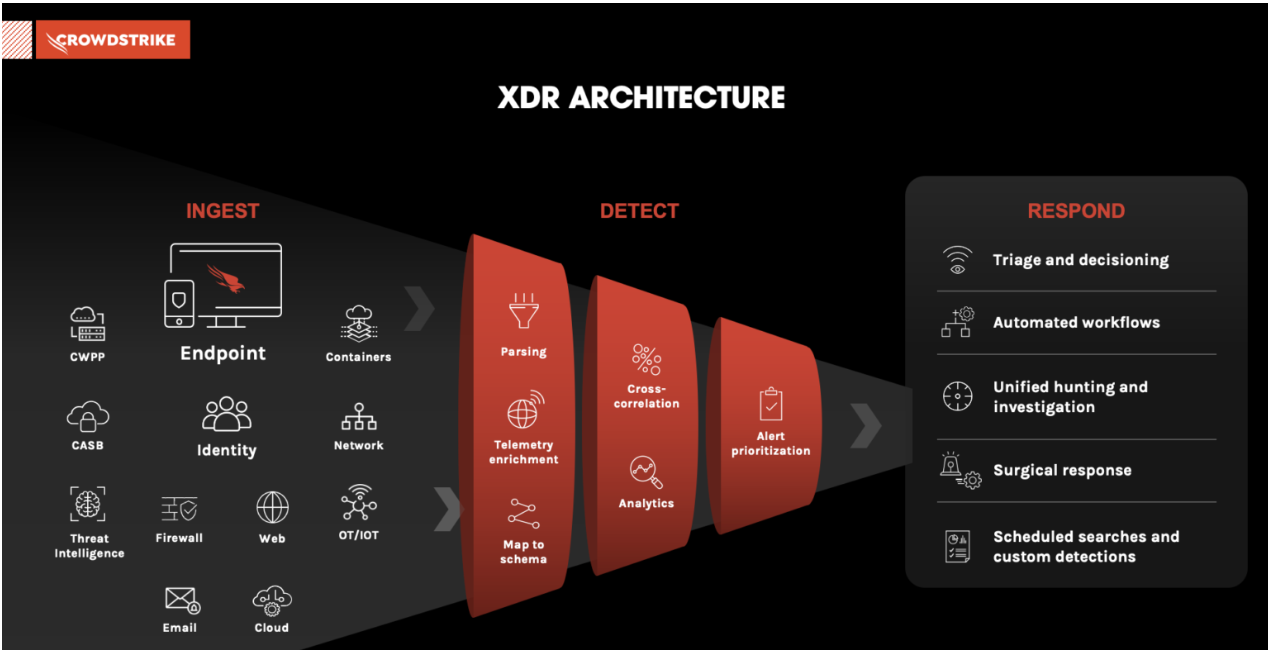 CROWDSTRIKE
XDR ARCHITECTURE
INGEST
Endpoint
CWPP
Containers
CASB
Identity
Network
Threat
Intelligence
Firewall
Web
OT/IOT
Email
Cloud
DETECT
Parsing
Telemetry
enrichment
Map to
schema
Cross-
correlation
Analytics
Alert
prioritization
RESPOND
Triage and decisioning
Automated workflows
Unified hunting and
investigation
Surgical response
Scheduled searches and
custom detections